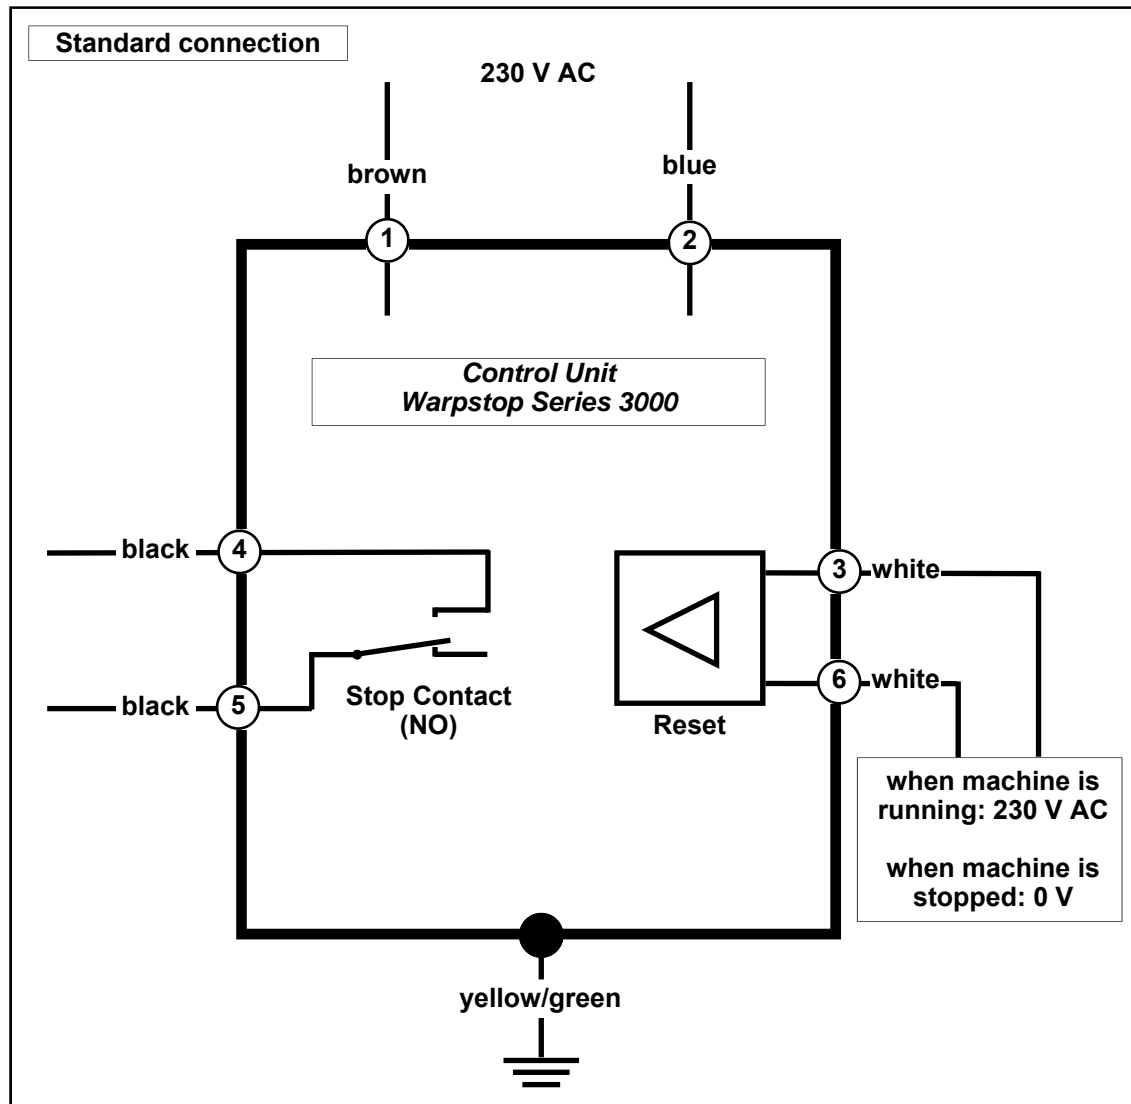 Standard connection
230 V AC
brown
blue
1
2
Control Unit
Warpstop Series 3000
black
4
3
white
6
white
black
5
Stop Contact
(NO)
Reset
when machine is
running: 230 V AC
when machine is
stopped: 0 V
yellow/green